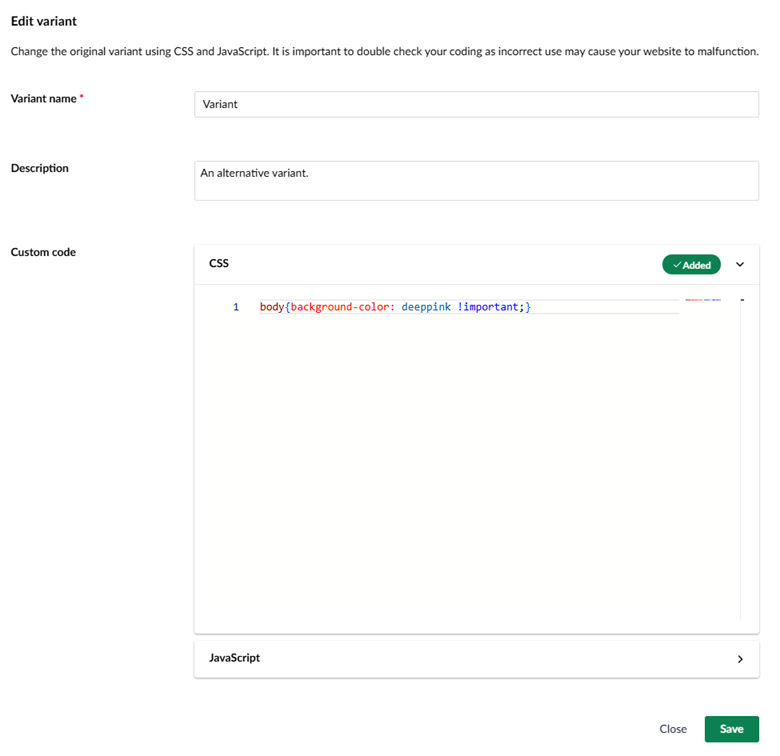 Edit variant
Change the original variant using CSS and JavaScript. It is important to double check your coding as incorrect use may cause your website to malfunction.
Variant name *
Variant
Description
An alternative variant.
Custom code
CSS
Added
1 body{background-color: deeppink !important;}
JavaScript
Close
Save